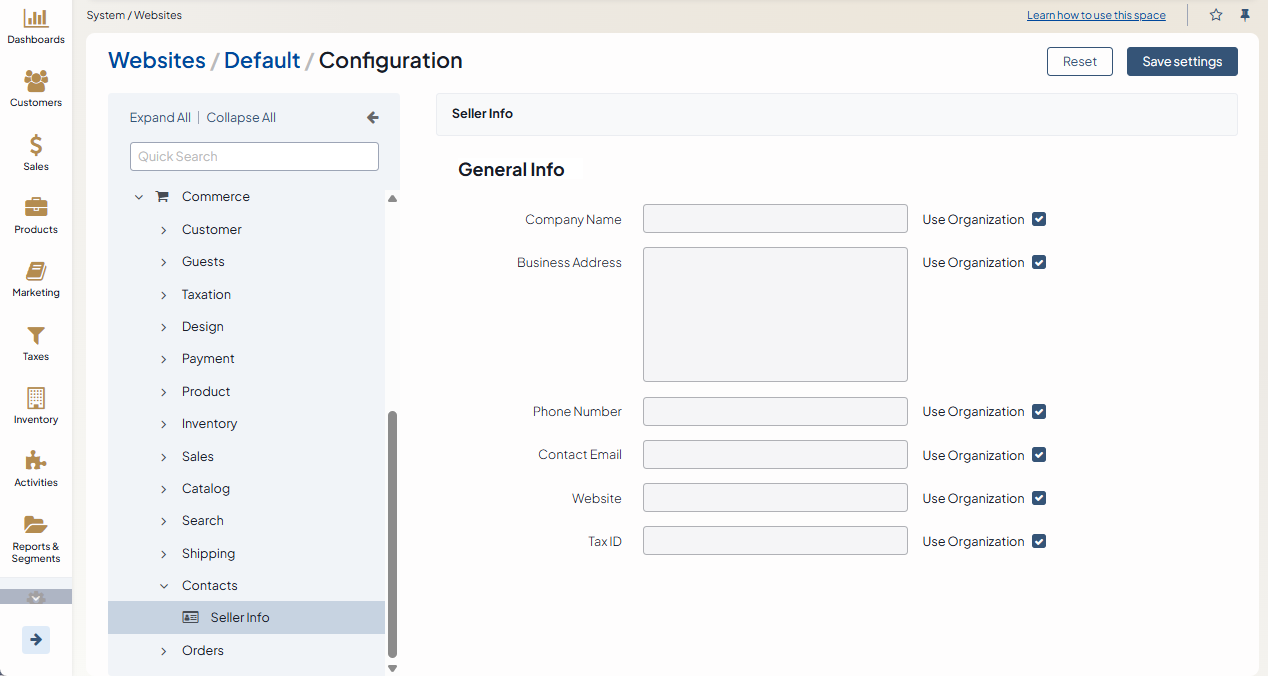 System / Websites
Learn how to use this space
Dashboards
Customers
Sales
Products
Marketing
Taxes
Inventory
Activities
Reports &
Segments
Websites / Default / Configuration
Reset
Save settings
Expand All | Collapse All
Quick Search
Commerce
Customer
Guests
Taxation
Design
Payment
Product
Inventory
Sales
Catalog
Search
Shipping
Contacts
Seller Info
Orders
Seller Info
General Info
Company Name
Use Organization
Business Address
Use Organization
Phone Number
Use Organization
Contact Email
Use Organization
Website
Use Organization
Tax ID
Use Organization